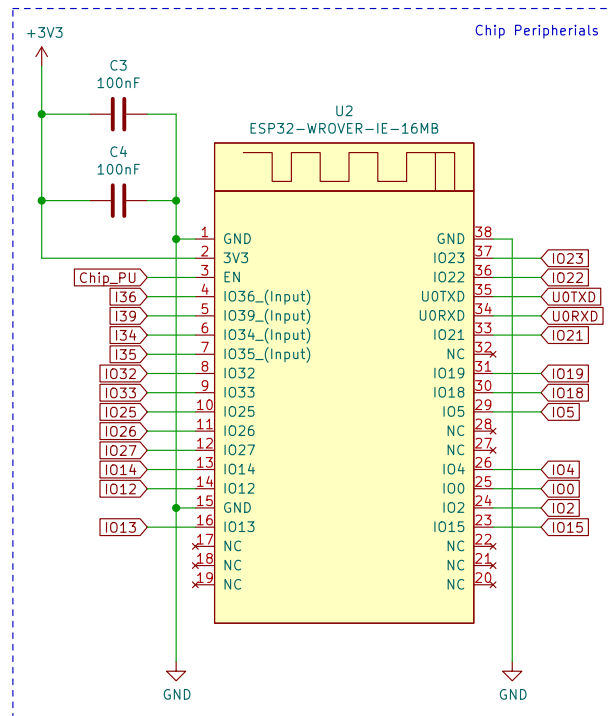 Chip Peripherials
+3V3
C3
100nF
C4
100nF
U2
ESP32-WROVER-IE-16MB
1 GND GND 38
2 3V3 IO23 37 IO23
Chip_PU 3 EN IO22 36 IO22
I36 4 IO36_(Input) U0TXD 35 U0TXD
I39 5 IO39_(Input) U0RXD 34 U0RXD
I34 6 IO34_(Input) IO21 33 IO21
I35 7 IO35_(Input) NC 32
IO32 8 IO32 IO19 31 IO19
IO33 9 IO33 IO18 30 IO18
IO25 10 IO25 IO5 29 IO5
IO26 11 IO26 NC 28
IO27 12 IO27 NC 27
IO14 13 IO14 IO4 26 IO4
IO12 14 IO12 IO0 25 IO0
15 GND IO2 24 IO2
IO13 16 IO13 IO15 23 IO15
17 NC NC 22
18 NC NC 21
19 NC NC 20
GND GND